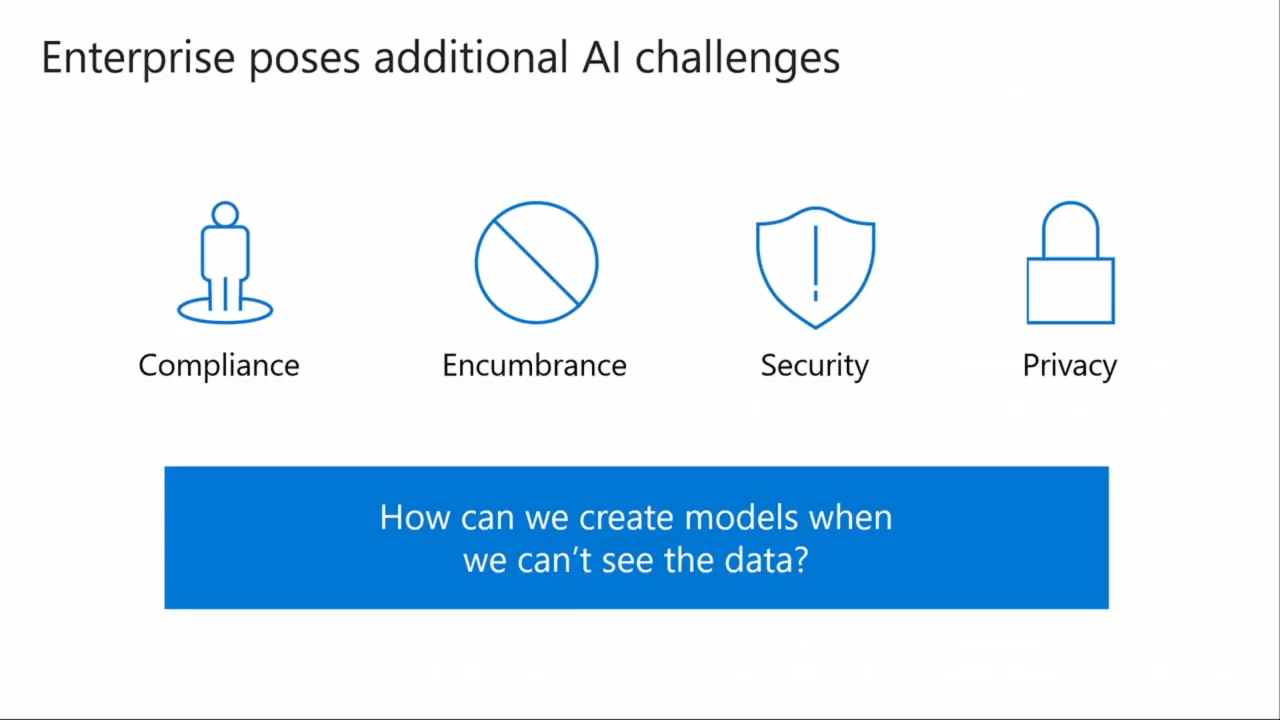 Enterprise poses additional AI challenges
Compliance
Encumbrance
Security
Privacy
How can we create models when
we can’t see the data?